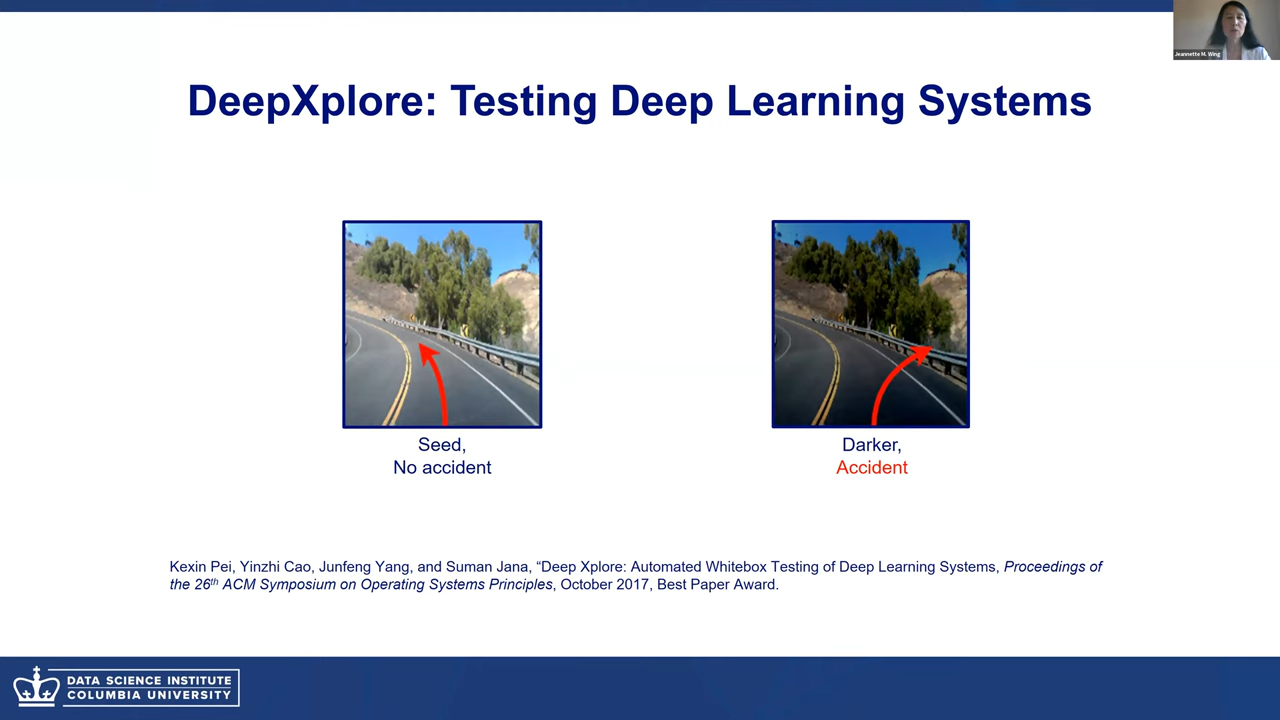 Jeannette M. Wing
DeepXplore: Testing Deep Learning Systems
Seed,
No accident
Darker,
Accident
Kexin Pei, Yinzhi Cao, Junfeng Yang, and Suman Jana, “Deep Xplore: Automated Whitebox Testing of Deep Learning Systems, Proceedings of
the 26th ACM Symposium on Operating Systems Principles, October 2017, Best Paper Award.
DATA SCIENCE INSTITUTE
COLUMBIA UNIVERSITY